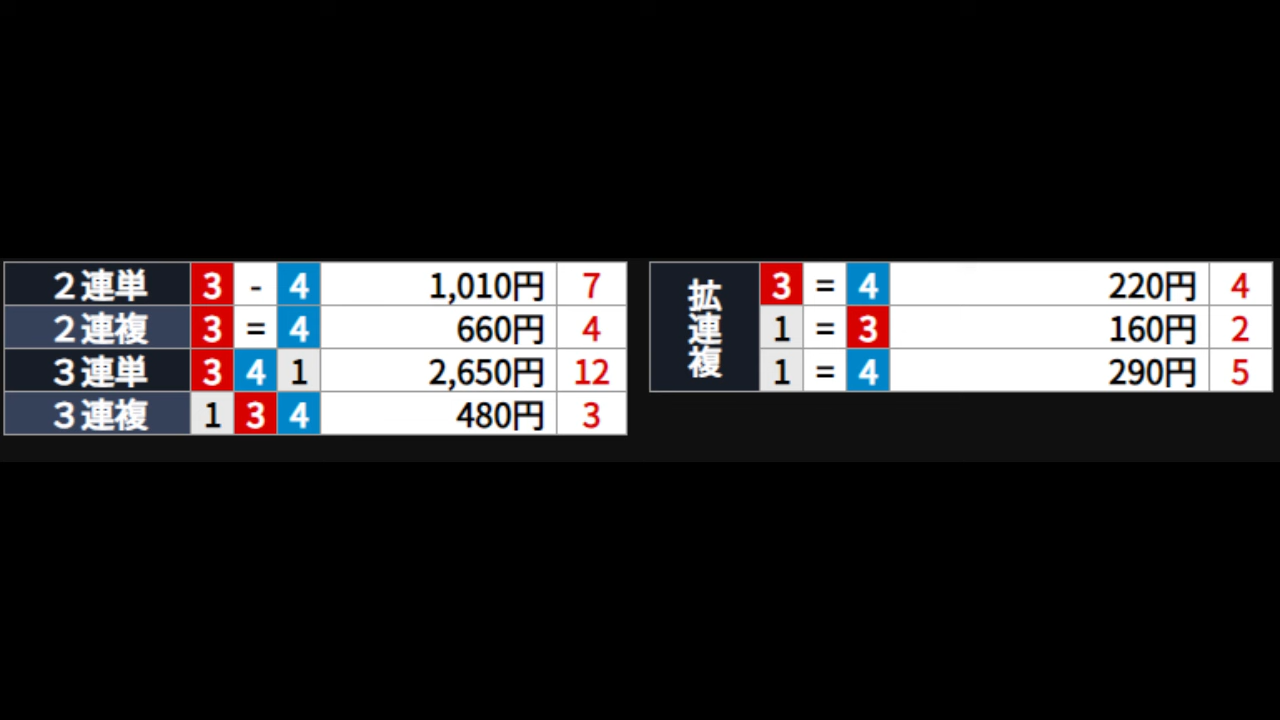 ２連単 3 - 4 1,010円 7
２連複 3 = 4 660円 4
３連単 3 4 1 2,650円 12
３連複 1 3 4 480円 3
拡連複
3 = 4 220円 4
1 = 3 160円 2
1 = 4 290円 5